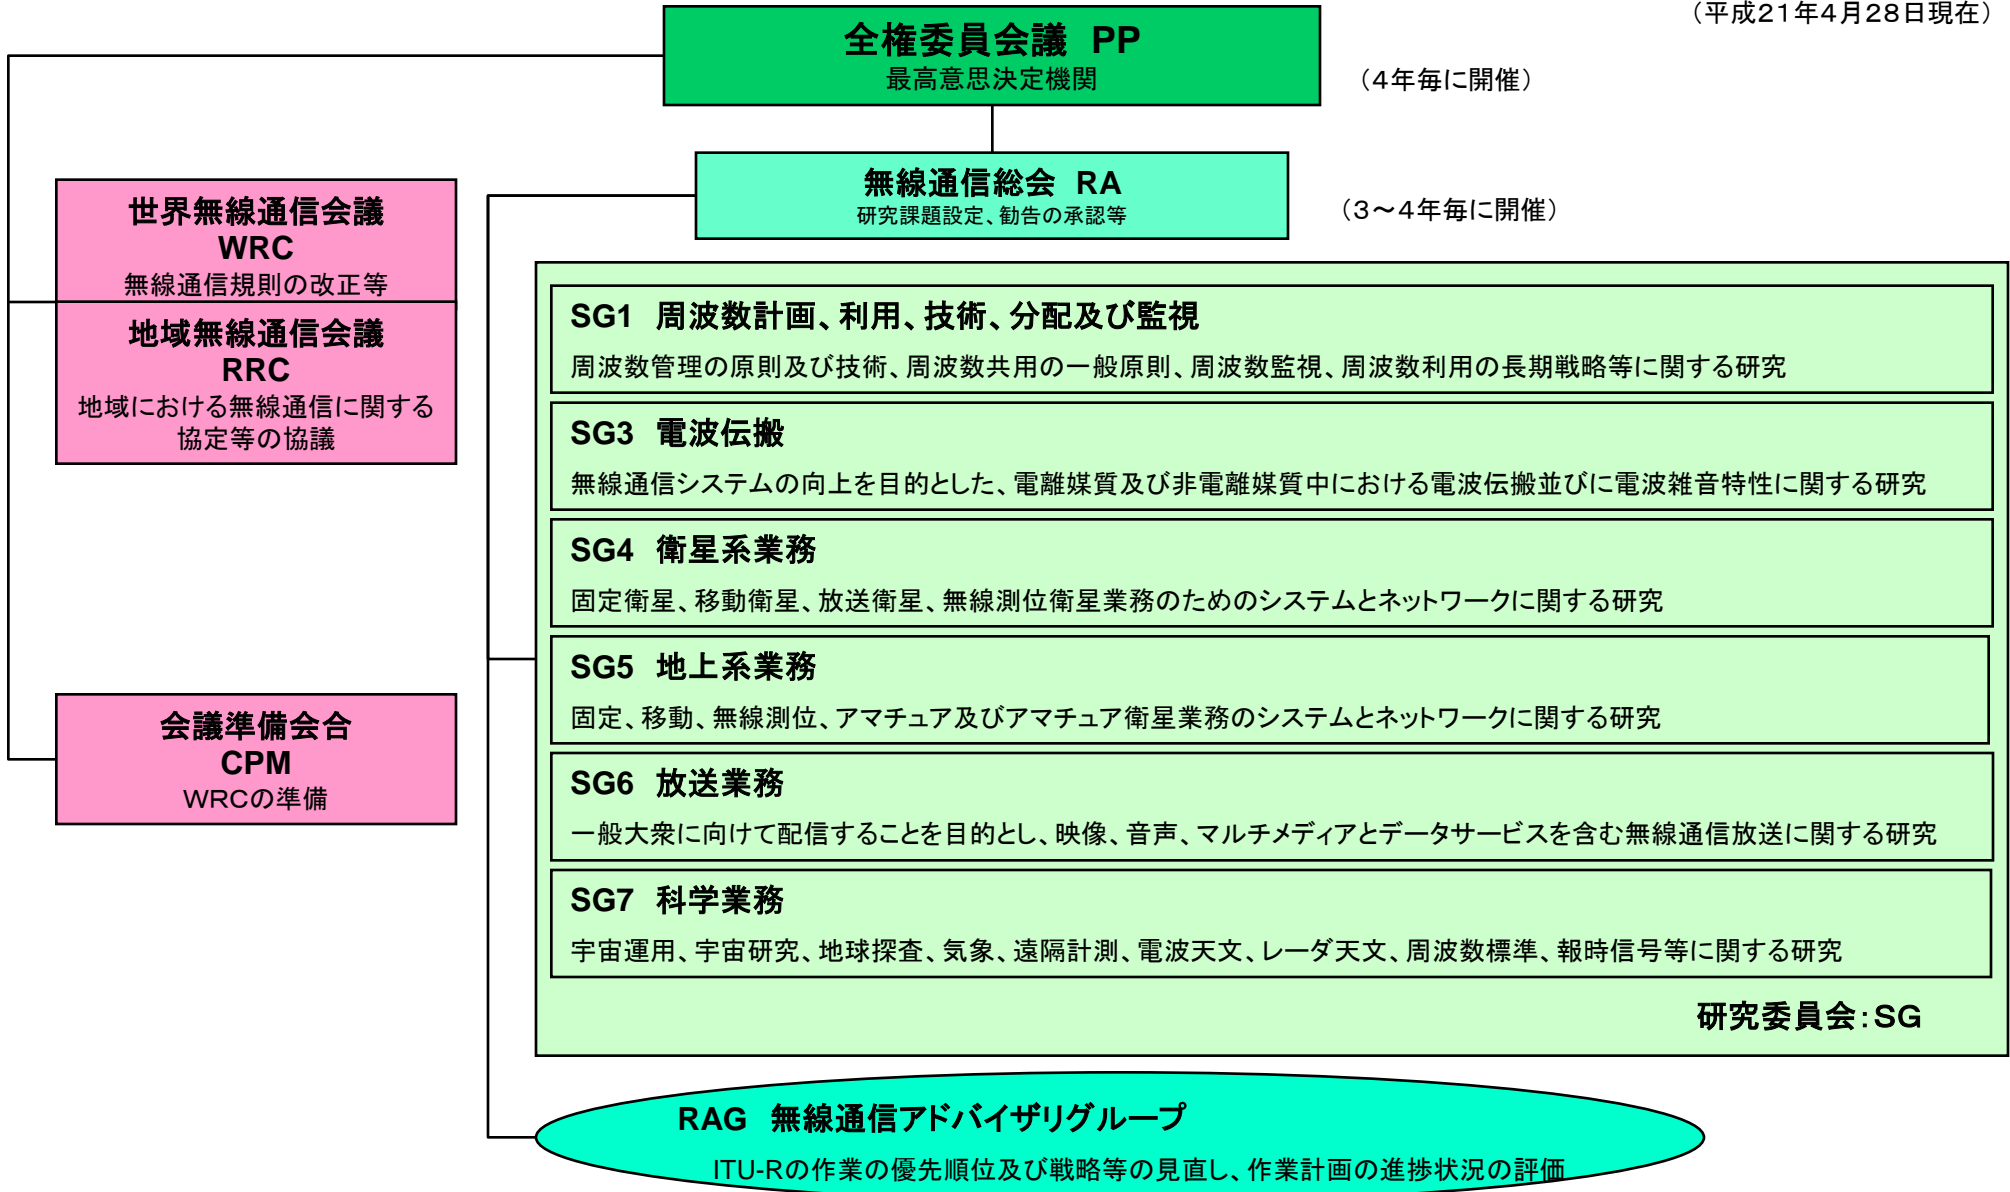 (平成21年4月28日現在)
全権委員会議 PP
最高意思決定機関
(4年毎に開催)
無線通信総会 RA
研究課題設定、勧告の承認等
(3~4年毎に開催)
世界無線通信会議
WRC
無線通信規則の改正等
地域無線通信会議
RRC
地域における無線通信に関する
協定等の協議
会議準備会合
CPM
WRCの準備
SG1 周波数計画、利用、技術、分配及び監視
周波数管理の原則及び技術、周波数共用の一般原則、周波数監視、周波数利用の長期戦略等に関する研究
SG3 電波伝搬
無線通信システムの向上を目的とした、電離媒質及び非電離媒質中における電波伝搬並びに電波雑音特性に関する研究
SG4 衛星系業務
固定衛星、移動衛星、放送衛星、無線測位衛星業務のためのシステムとネットワークに関する研究
SG5 地上系業務
固定、移動、無線測位、アマチュア及びアマチュア衛星業務のシステムとネットワークに関する研究
SG6 放送業務
一般大衆に向けて配信することを目的とし、映像、音声、マルチメディアとデータサービスを含む無線通信放送に関する研究
SG7 科学業務
宇宙運用、宇宙研究、地球探査、気象、遠隔計測、電波天文、レーダ天文、周波数標準、報時信号等に関する研究
研究委員会:SG
RAG 無線通信アドバイザリグループ
ITU-Rの作業の優先順位及び戦略等の見直し、作業計画の進捗状況の評価